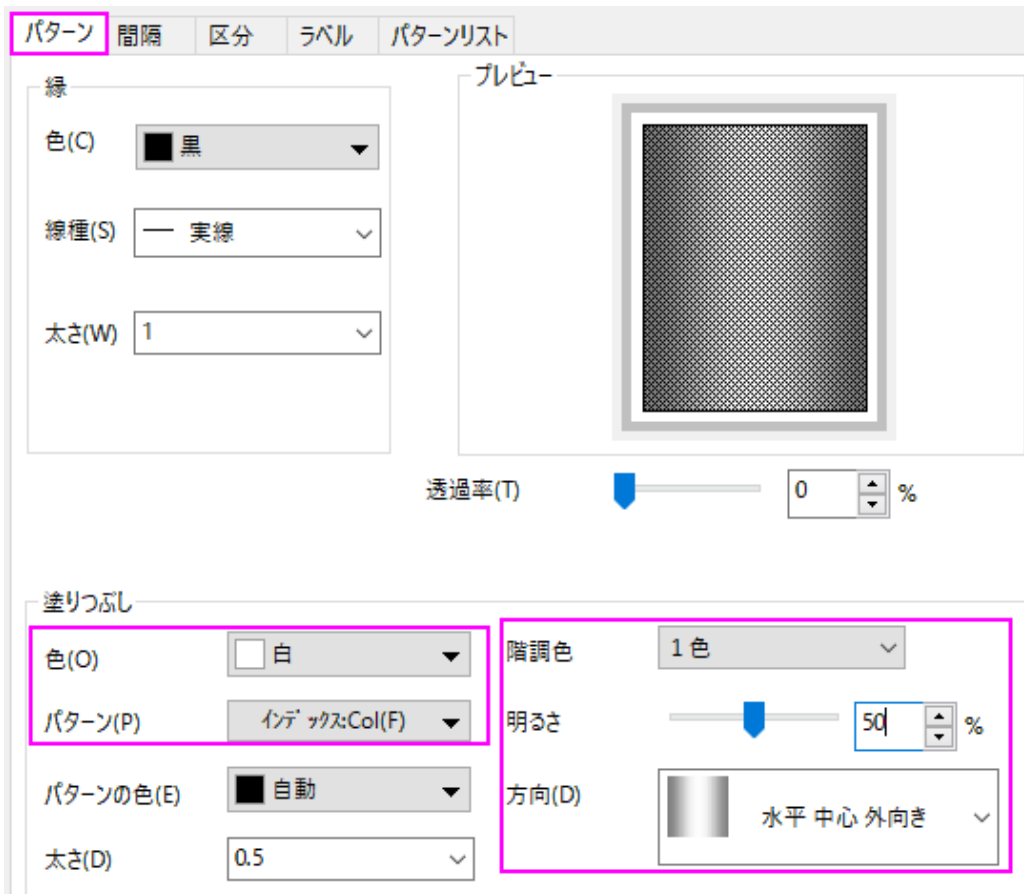 パターン 間隔 区分 ラベル パターンリスト
縁
プレビュー
色(C) 黒
線種(S) 実線
太さ(W) 1
透過率(T) 0 %
塗りつぶし
色(O) 白
階調色 1色
パターン(P) ｲﾝﾃﾞｯｸｽ:Col(F)
明るさ 50 %
パターンの色(E) 自動
方向(D) 水平 中心 外向き
太さ(D) 0.5